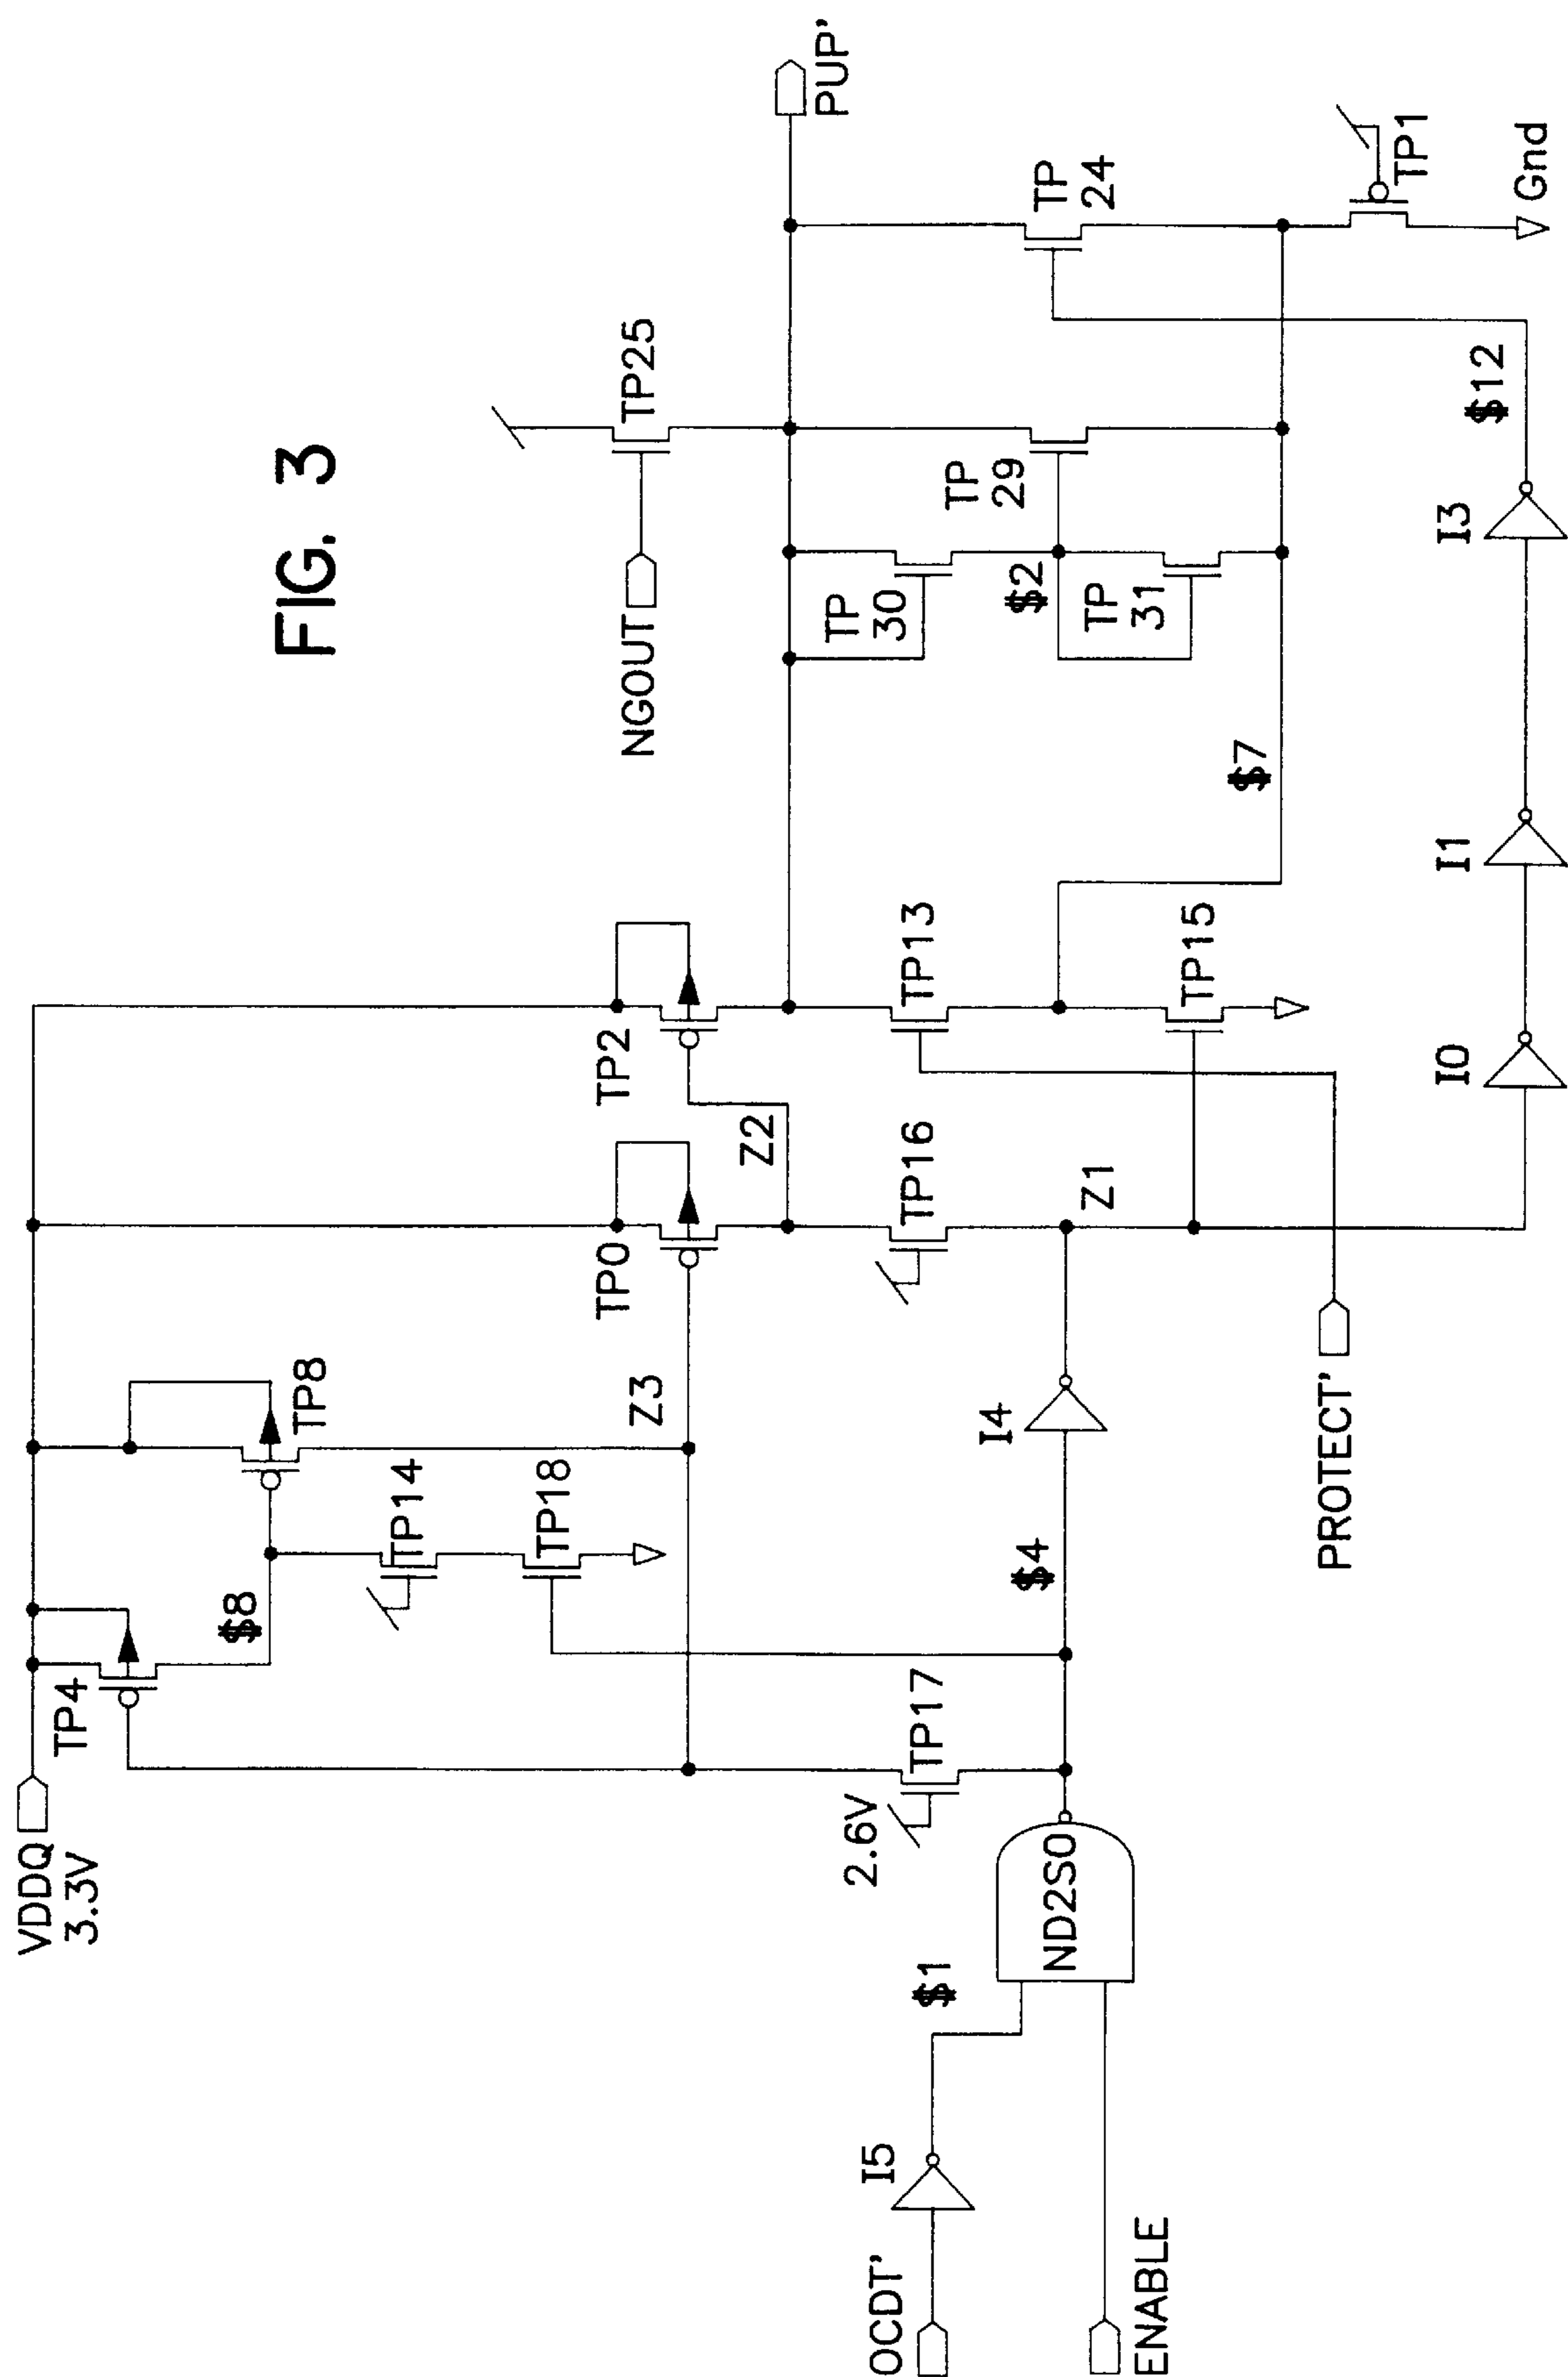 FIG. 3
VDDQ
3.3V
TP4
$8
TP8
TP14
TP18
Z3
TP0
TP2
Z2
TP17
2.6V
TP16
TP13
Z1
TP15
$4
I4
ND2S0
$1
I5
OCDT'
ENABLE
PROTECT'
NGOUT
TP25
PUP'
TP
30
$2
TP
31
TP
29
TP
24
$7
TP1
Gnd
$12
I0
I1
I3